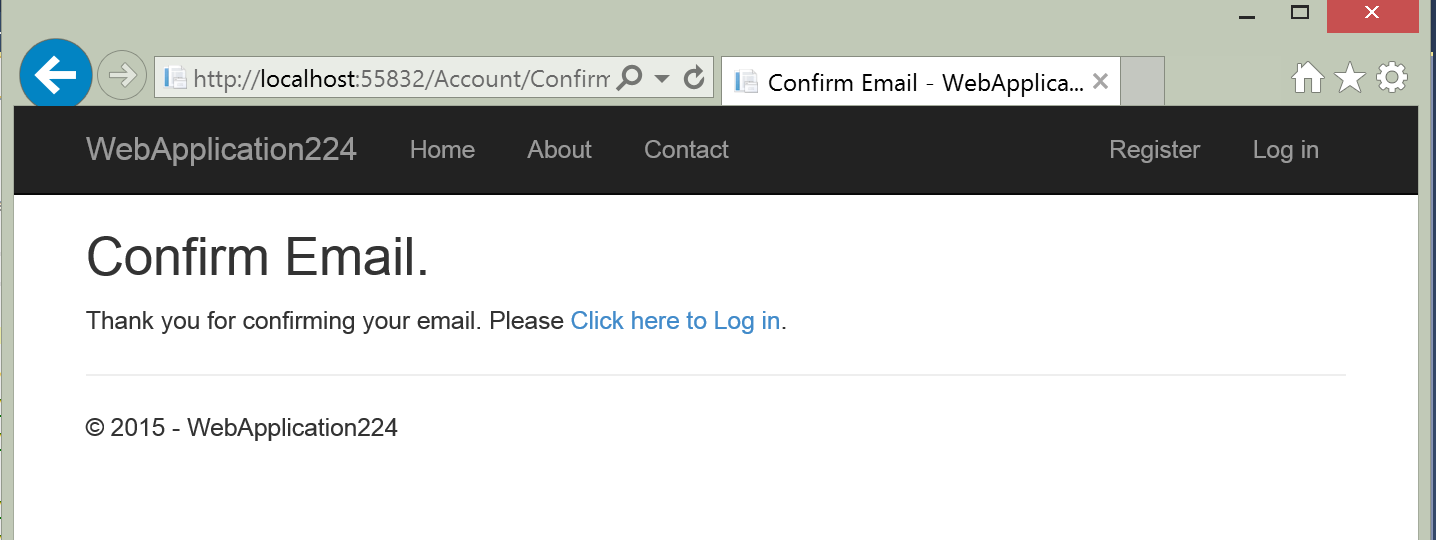 http://localhost:55832/Account/Confirm
Confirm Email - WebApplica...
WebApplication224 Home About Contact Register Log in
Confirm Email.
Thank you for confirming your email. Please Click here to Log in.
© 2015 - WebApplication224